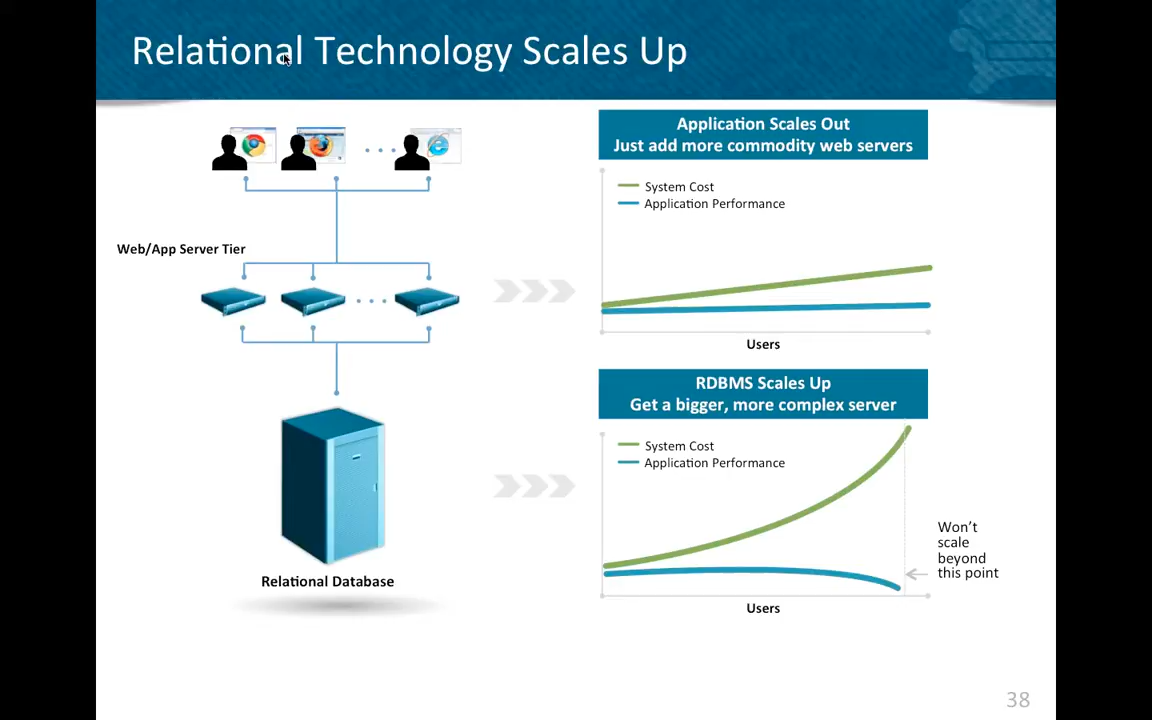 Relational Technology Scales Up
Web/App Server Tier
Relational Database
Application Scales Out
Just add more commodity web servers
System Cost
Application Performance
Users
RDBMS Scales Up
Get a bigger, more complex server
System Cost
Application Performance
Won't
scale
beyond
this point
Users
38